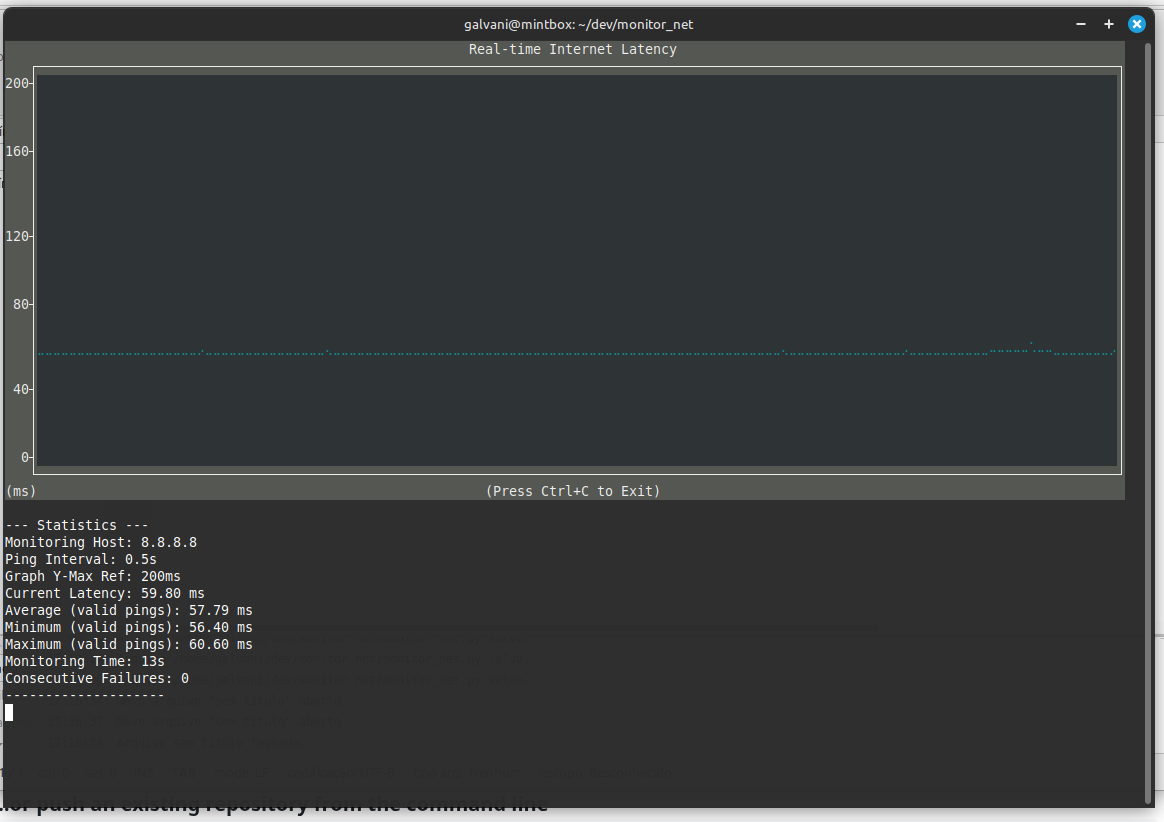 galvani@mintbox: ~/dev/monitor_net
Real-time Internet Latency
200
160
120
80
40
0
(ms)
(Press Ctrl+C to Exit)
--- Statistics ---
Monitoring Host: 8.8.8.8
Ping Interval: 0.5s
Graph Y-Max Ref: 200ms
Current Latency: 59.80 ms
Average (valid pings): 57.79 ms
Minimum (valid pings): 56.40 ms
Maximum (valid pings): 60.60 ms
Monitoring Time: 13s
Consecutive Failures: 0
--------------------
...or push an existing repository from the command line